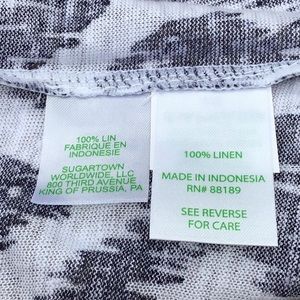 100% LIN
FABRIQUE EN
INDONESIE
SUGARTOWN
WORLDWIDE, LLC
800 THIRD AVENUE
KING OF PRUSSIA, PA
100% LINEN
MADE IN INDONESIA
RN# 88189
SEE REVERSE
FOR CARE